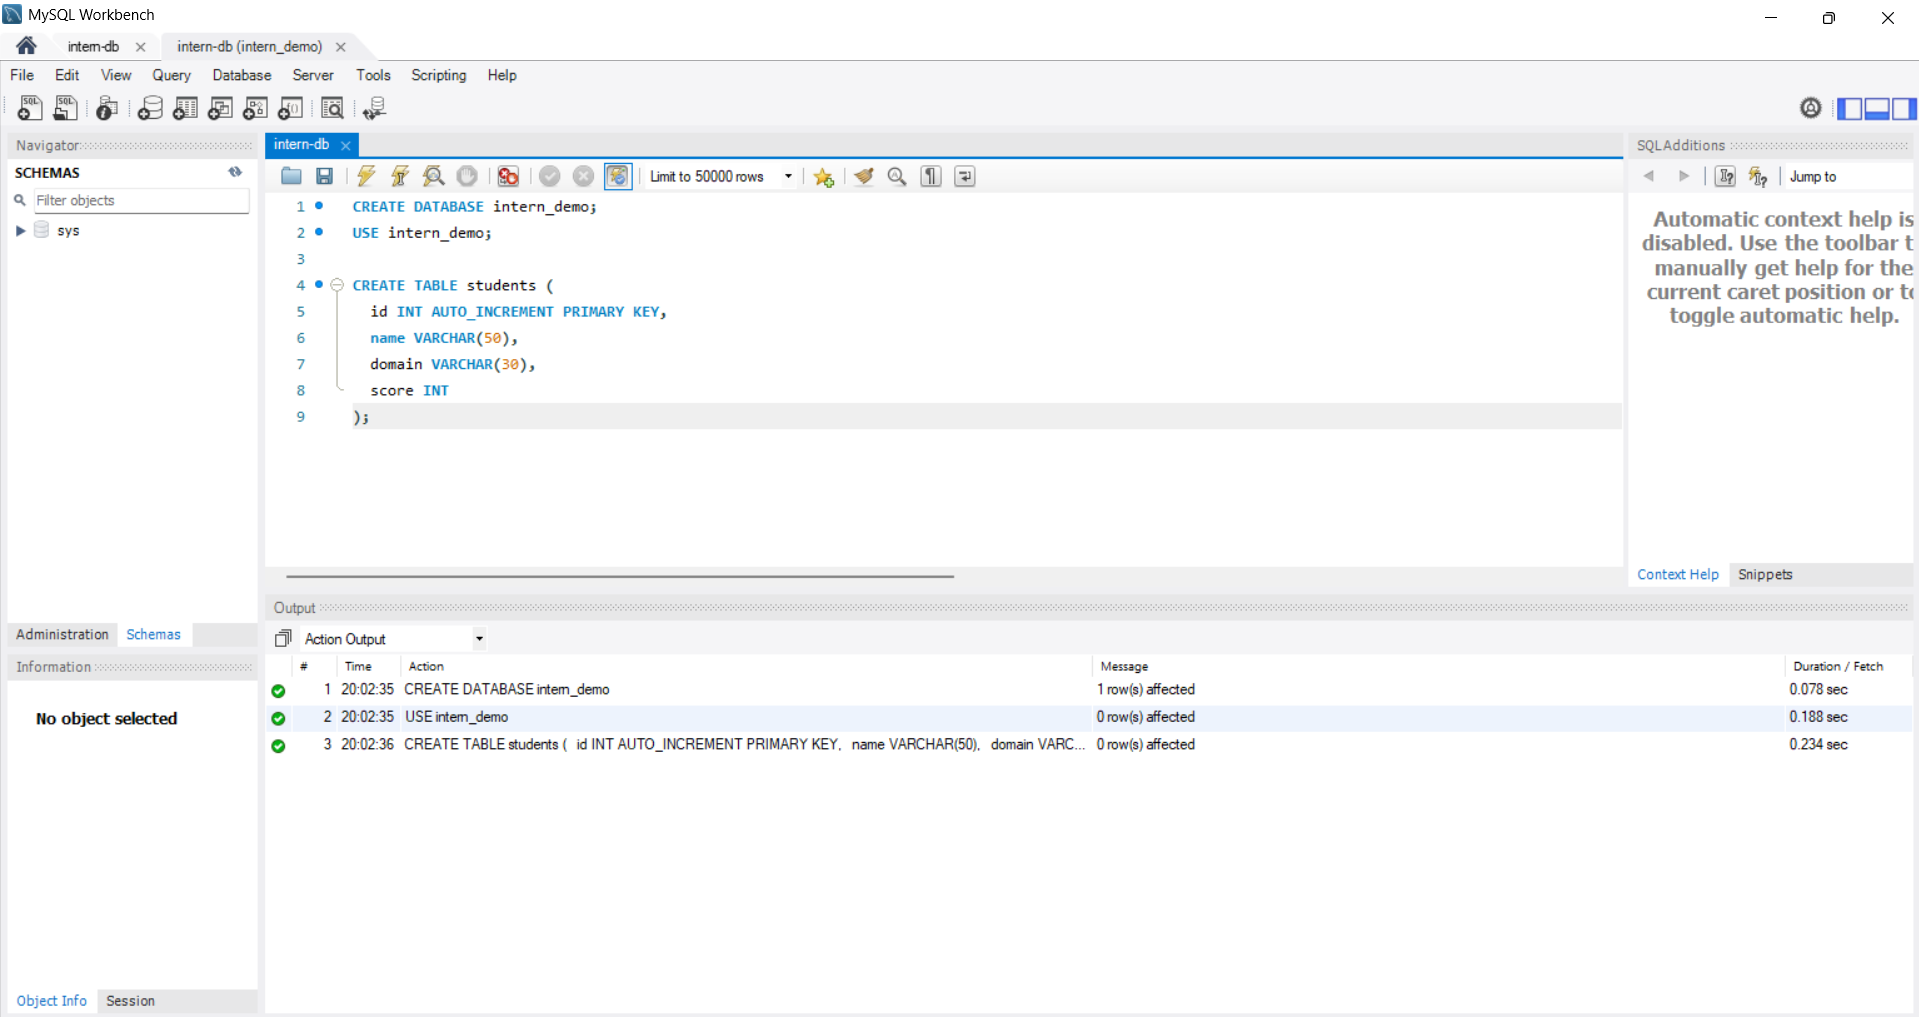 MySQL Workbench
intern-db
intern-db (intern_demo)
File Edit View Query Database Server Tools Scripting Help
Navigator
SCHEMAS
Filter objects
sys
Administration Schemas
Information
No object selected
Object Info Session
intern-db
Limit to 50000 rows
1 CREATE DATABASE intern_demo;
2 USE intern_demo;
3
4 CREATE TABLE students (
5 id INT AUTO_INCREMENT PRIMARY KEY,
6 name VARCHAR(50),
7 domain VARCHAR(30),
8 score INT
9 );
SQLAdditions
Jump to
Automatic context help is
disabled. Use the toolbar t
manually get help for the
current caret position or to
toggle automatic help.
Context Help Snippets
Output
Action Output
# Time Action Message Duration / Fetch
1 20:02:35 CREATE DATABASE intern_demo 1 row(s) affected 0.078 sec
2 20:02:35 USE intern_demo 0 row(s) affected 0.188 sec
3 20:02:36 CREATE TABLE students ( id INT AUTO_INCREMENT PRIMARY KEY, name VARCHAR(50), domain VARC... 0 row(s) affected 0.234 sec